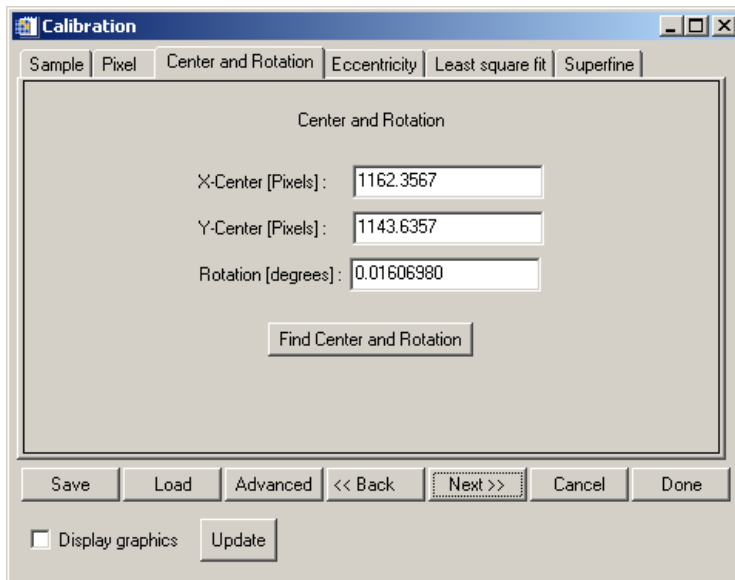 Calibration
Sample Pixel Center and Rotation Eccentricity Least square fit Superfine
Center and Rotation
X-Center [Pixels] : 1162.3567
Y-Center [Pixels] : 1143.6357
Rotation [degrees] : 0.01606980
Find Center and Rotation
Save Load Advanced << Back Next >> Cancel Done
Display graphics Update